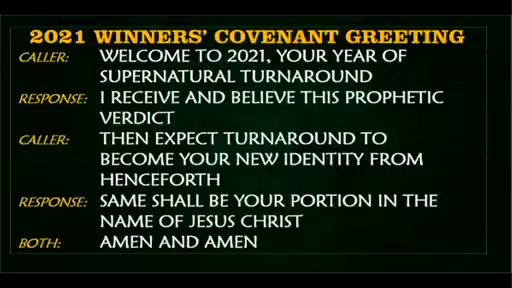 2021 WINNERS' COVENANT GREETING
CALLER: WELCOME TO 2021, YOUR YEAR OF
SUPERNATURAL TURNAROUND
RESPONSE: I RECEIVE AND BELIEVE THIS PROPHETIC
VERDICT
CALLER: THEN EXPECT TURNAROUND TO
BECOME YOUR NEW IDENTITY FROM
HENCEFORTH
RESPONSE: SAME SHALL BE YOUR PORTION IN THE
NAME OF JESUS CHRIST
BOTH: AMEN AND AMEN